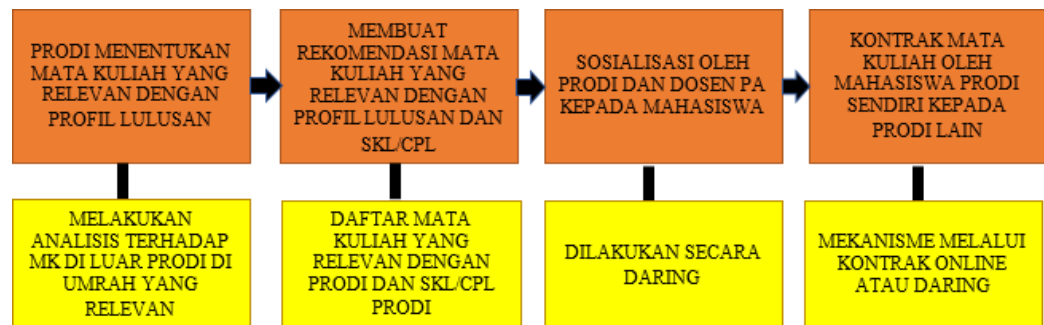 PRODI MENENTUKAN
MATA KULIAH YANG
RELEVAN DENGAN
PROFIL LULUSAN
MEMBUAT
REKOMENDASI MATA
KULIAH YANG
RELEVAN DENGAN
PROFIL LULUSAN DAN
SKL/CPL
SOSIALISASI OLEH
PRODI DAN DOSEN PA
KEPADA MAHASISWA
KONTRAK MATA
KULIAH OLEH
MAHASISWA PRODI
SENDIRI KEPADA
PRODI LAIN
MELAKUKAN
ANALISIS TERHADAP
MK DI LUAR PRODI DI
UMRAH YANG
RELEVAN
DAFTAR MATA
KULIAH YANG
RELEVAN DENGAN
PRODI DAN SKL/CPL
PRODI
DILAKUKAN SECARA
DARING
MEKANISME MELALUI
KONTRAK ONLINE
ATAU DARING